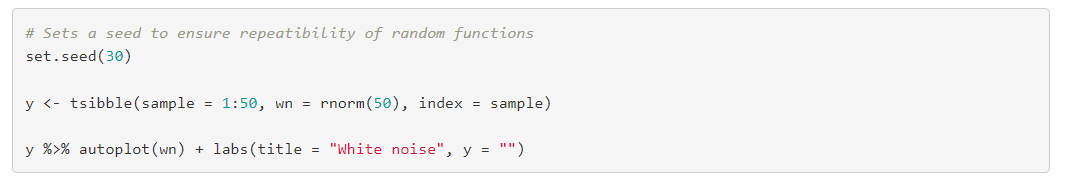 # Sets a seed to ensure repeatibility of random functions
set.seed(30)
y <- tsibble(sample = 1:50, wn = rnorm(50), index = sample)
y %>% autoplot(wn) + labs(title = "White noise", y = "")